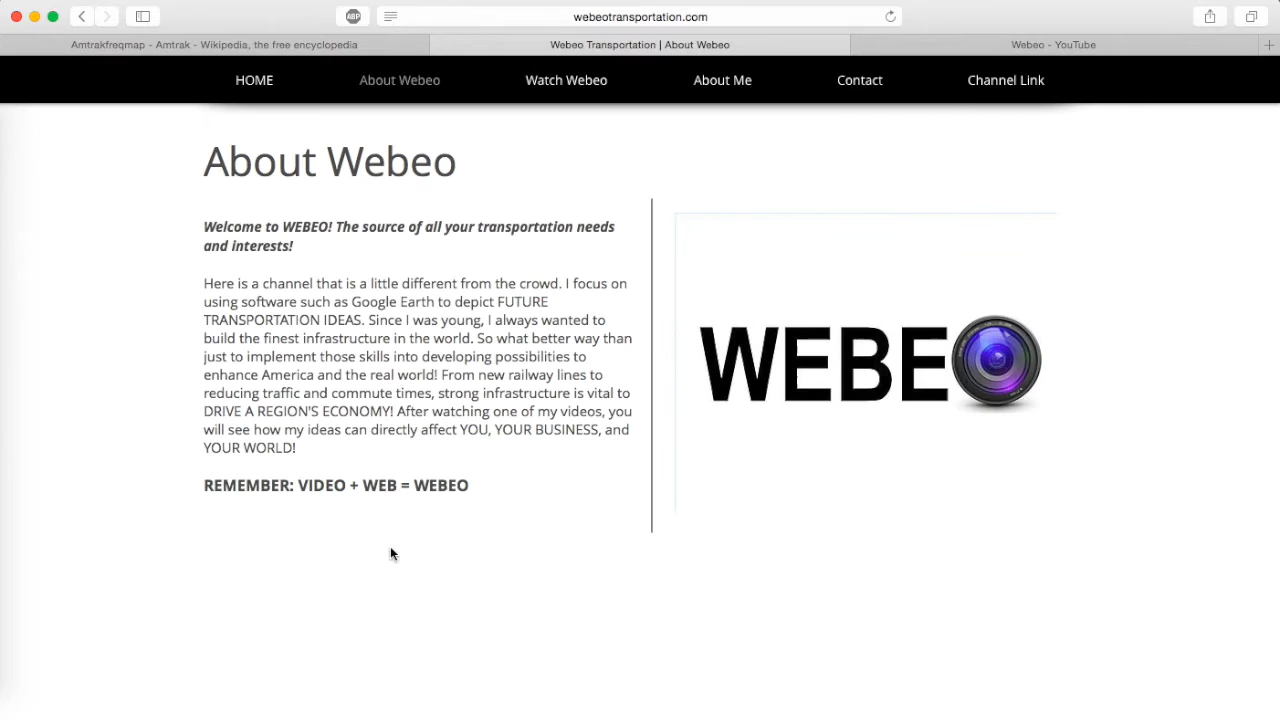 ABP
webeotransportation.com
Amtrakfreqmap - Amtrak - Wikipedia, the free encyclopedia
Webeo Transportation | About Webeo
Webeo - YouTube
HOME
About Webeo
Watch Webeo
About Me
Contact
Channel Link
About Webeo
Welcome to WEBEO! The source of all your transportation needs
and interests!
Here is a channel that is a little different from the crowd. I focus on
using software such as Google Earth to depict FUTURE
TRANSPORTATION IDEAS. Since I was young, I always wanted to
build the finest infrastructure in the world. So what better way than
just to implement those skills into developing possibilities to
enhance America and the real world! From new railway lines to
reducing traffic and commute times, strong infrastructure is vital to
DRIVE A REGION'S ECONOMY! After watching one of my videos, you
will see how my ideas can directly affect YOU, YOUR BUSINESS, and
YOUR WORLD!
REMEMBER: VIDEO + WEB = WEBEO
WEBEO